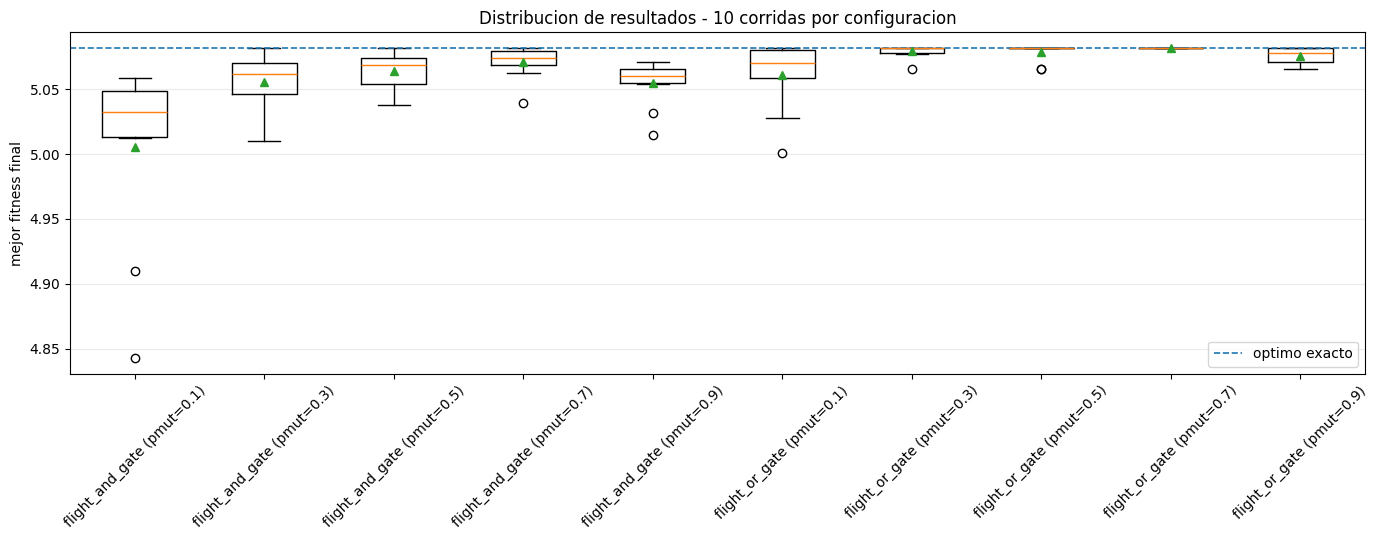 Distribucion de resultados - 10 corridas por configuracion
mejor fitness final
5.05
5.00
4.95
4.90
4.85
optimo exacto
flight_and_gate (pmut=0.1)
flight_and_gate (pmut=0.3)
flight_and_gate (pmut=0.5)
flight_and_gate (pmut=0.7)
flight_and_gate (pmut=0.9)
flight_or_gate (pmut=0.1)
flight_or_gate (pmut=0.3)
flight_or_gate (pmut=0.5)
flight_or_gate (pmut=0.7)
flight_or_gate (pmut=0.9)